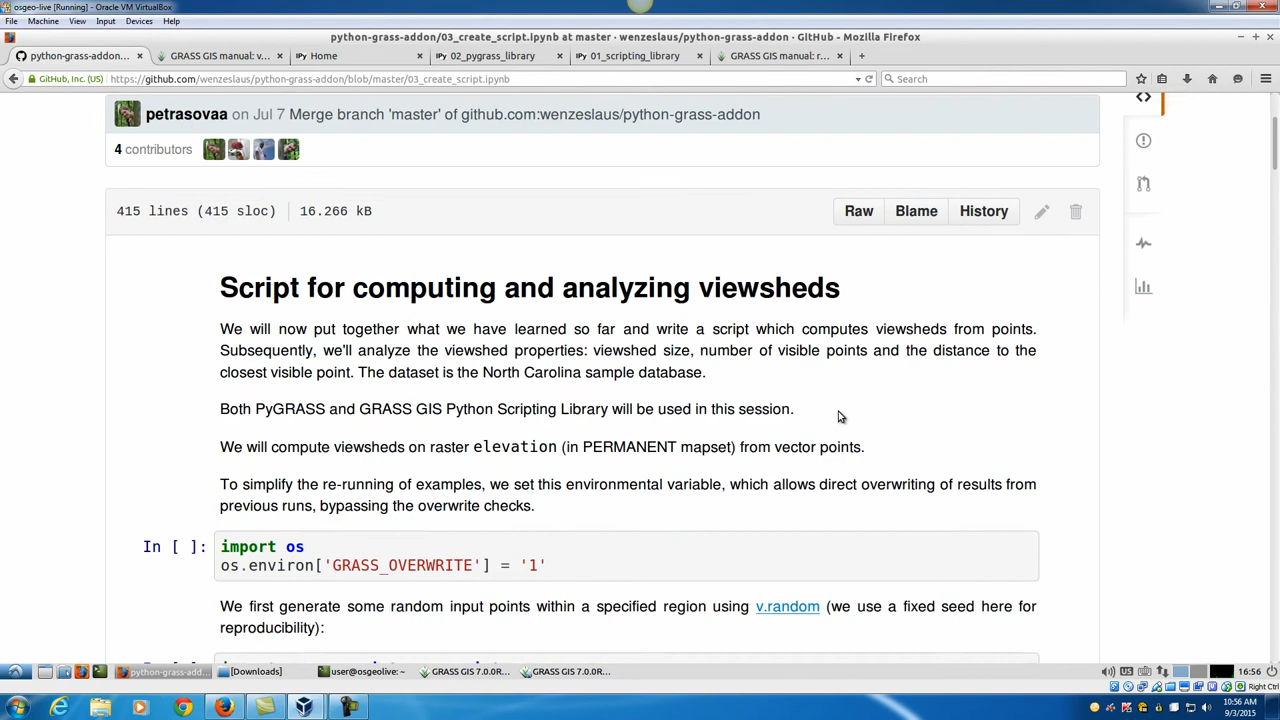 osgeo-live [Running] - Oracle VM VirtualBox
File Machine View Input Devices Help
python-grass-addon/03_create_script.ipynb at master · wenzeslaus/python-grass-addon · GitHub - Mozilla Firefox
python-grass-addon... × GRASS GIS manual: v... × IPy Home × IPy 02_pygrass_library × IPy 01_scripting_library × GRASS GIS manual: r... × +
GitHub, Inc. (US) https://github.com/wenzeslaus/python-grass-addon/blob/master/03_create_script.ipynb Search
petrasovaa on Jul 7 Merge branch 'master' of github.com:wenzeslaus/python-grass-addon
4 contributors
415 lines (415 sloc) 16.266 kB Raw Blame History
Script for computing and analyzing viewsheds
We will now put together what we have learned so far and write a script which computes viewsheds from points.
Subsequently, we'll analyze the viewshed properties: viewshed size, number of visible points and the distance to the
closest visible point. The dataset is the North Carolina sample database.
Both PyGRASS and GRASS GIS Python Scripting Library will be used in this session.
We will compute viewsheds on raster elevation (in PERMANENT mapset) from vector points.
To simplify the re-running of examples, we set this environmental variable, which allows direct overwriting of results from
previous runs, bypassing the overwrite checks.
In [ ]: import os
os.environ['GRASS_OVERWRITE'] = '1'
We first generate some random input points within a specified region using v.random (we use a fixed seed here for
reproducibility):
python-grass-add... [Downloads] user@osgeolive: ~ GRASS GIS 7.0.0R... GRASS GIS 7.0.0R... US 16:56
Right Ctrl
10:56 AM
9/3/2015